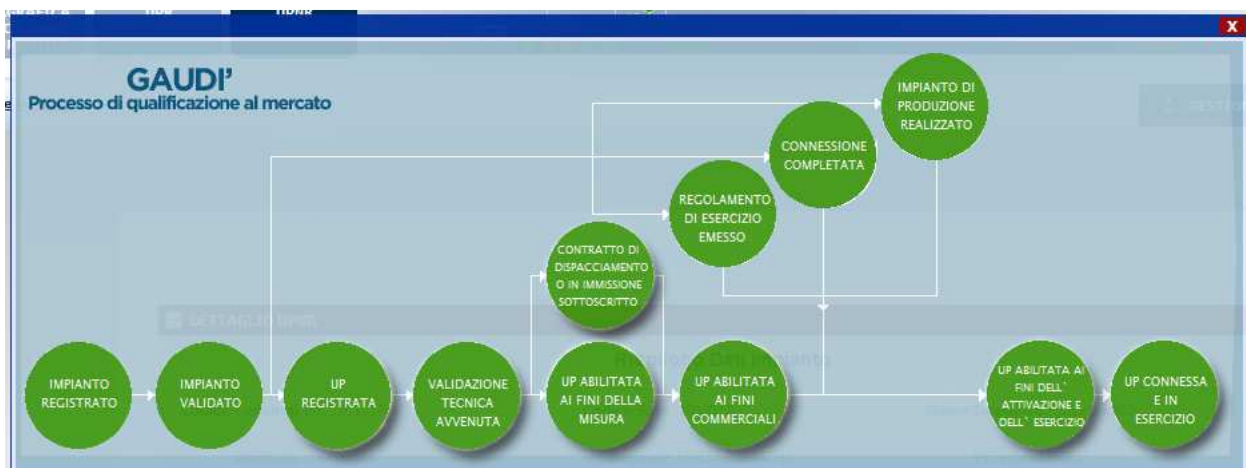 X
GAUDI'
Processo di qualificazione al mercato
IMPIANTO DI
PRODUZIONE
REALIZZATO
CONNESSIONE
COMPLETATA
REGOLAMENTO
DI ESERCIZIO
EMESSO
CONTRATTO DI
DISPACCIAMENTO
O IN IMMISSIONE
SOTTOSCRITTO
DETTAGLIO UPNR
IMPIANTO
REGISTRATO
IMPIANTO
VALIDATO
UP
REGISTRATA
VALIDAZIONE
TECNICA
AVVENUTA
UP ABILITATA
AI FINI DELLA
MISURA
UP ABILITATA
AI FINI
COMMERCIALI
UP ABILITATA AI
FINI DELL`
ATTIVAZIONE E
DELL` ESERCIZIO
UP CONNESSA
E IN
ESERCIZIO